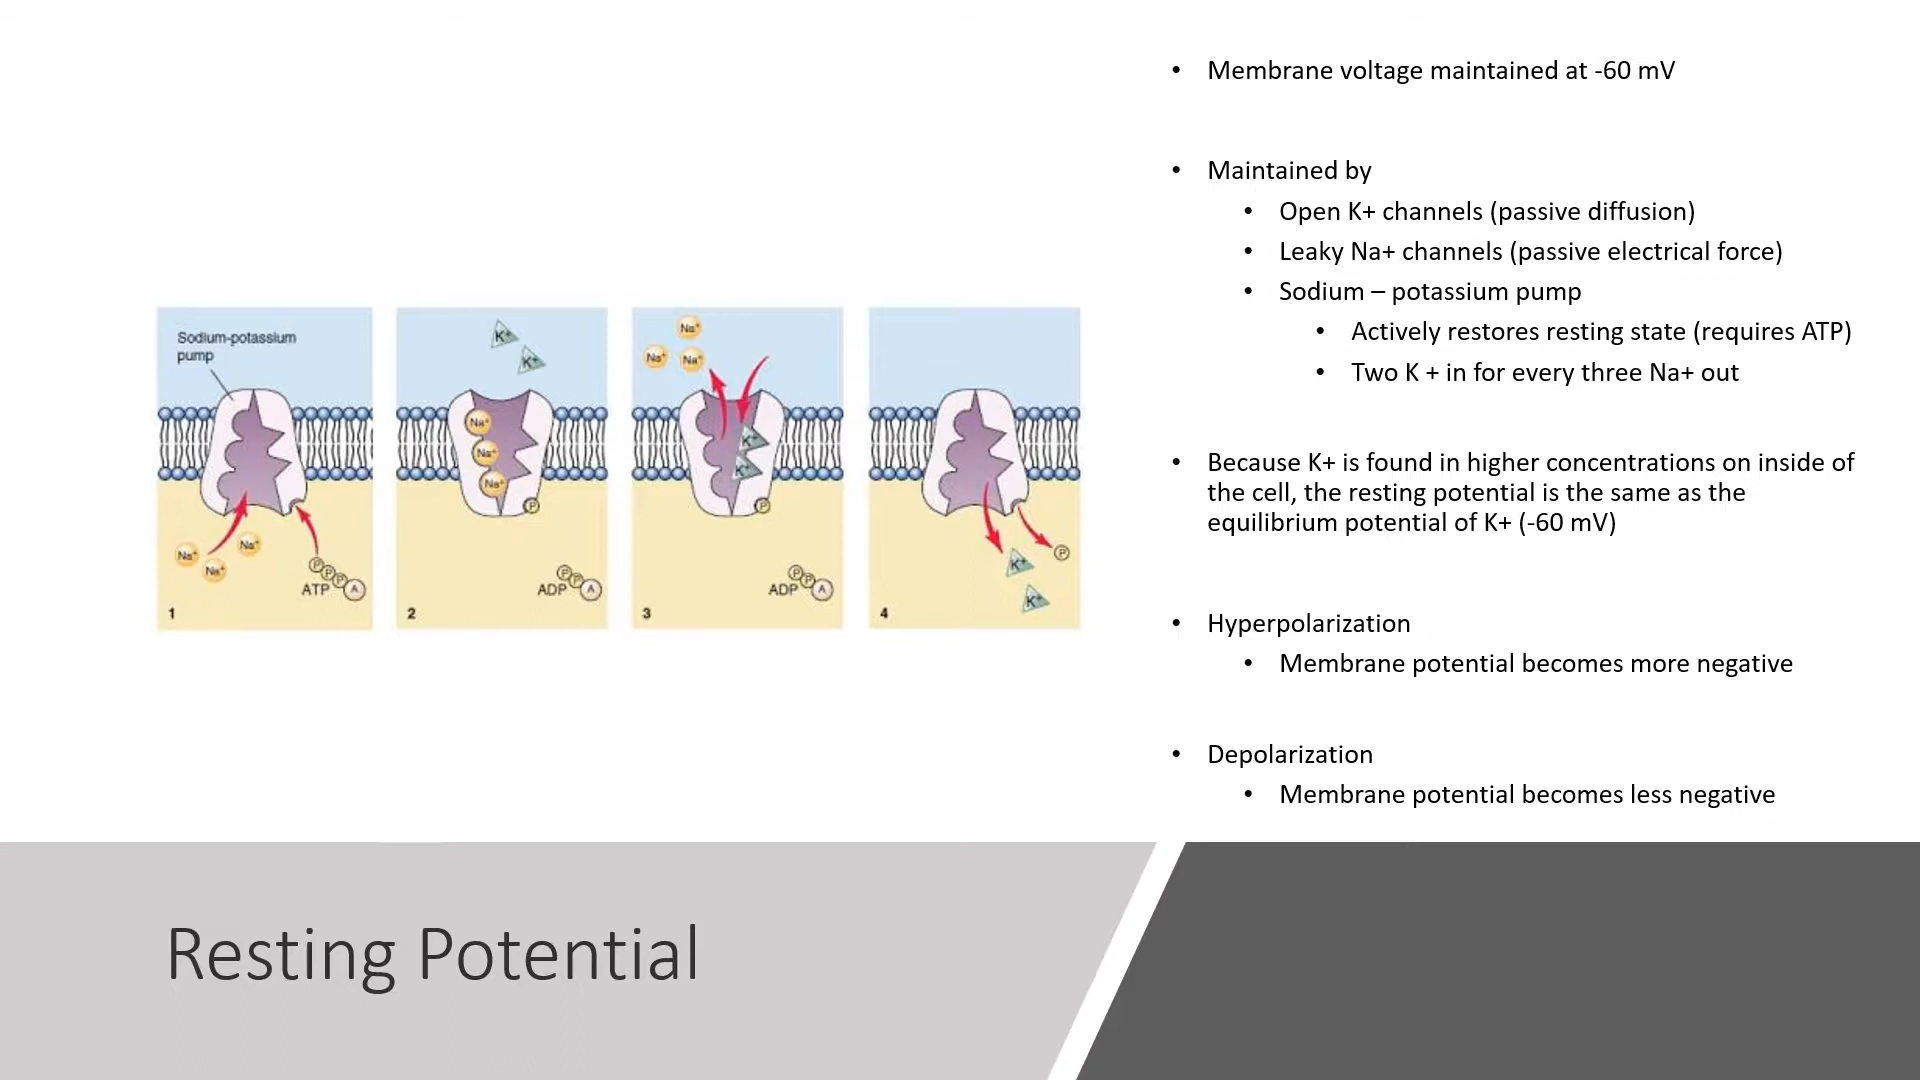 • Membrane voltage maintained at -60 mV
• Maintained by
• Open K+ channels (passive diffusion)
• Leaky Na+ channels (passive electrical force)
• Sodium – potassium pump
• Actively restores resting state (requires ATP)
• Two K + in for every three Na+ out
• Because K+ is found in higher concentrations on inside of
the cell, the resting potential is the same as the
equilibrium potential of K+ (-60 mV)
• Hyperpolarization
• Membrane potential becomes more negative
• Depolarization
• Membrane potential becomes less negative
Sodium-potassium
pump
Na+
Na+
Na+
P
P
P
ATP A
1
K+
K+
Na+
Na+
Na+
P
P
P
ADP A
2
Na+
Na+
Na+
K+
K+
P
P
P
ADP A
3
P
K+
K+
4
Resting Potential